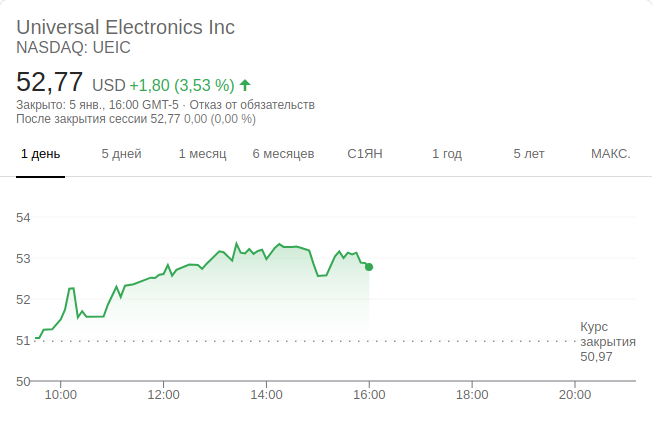 Universal Electronics Inc
NASDAQ: UEIC
52,77 USD +1,80 (3,53 %)
Закрыто: 5 янв., 16:00 GMT-5 · Отказ от обязательств
После закрытия сессии 52,77 0,00 (0,00 %)
1 день 5 дней 1 месяц 6 месяцев С1ЯН 1 год 5 лет МАКС.
54
53
52
51
Курс
закрытия
50,97
50
10:00 12:00 14:00 16:00 18:00 20:00